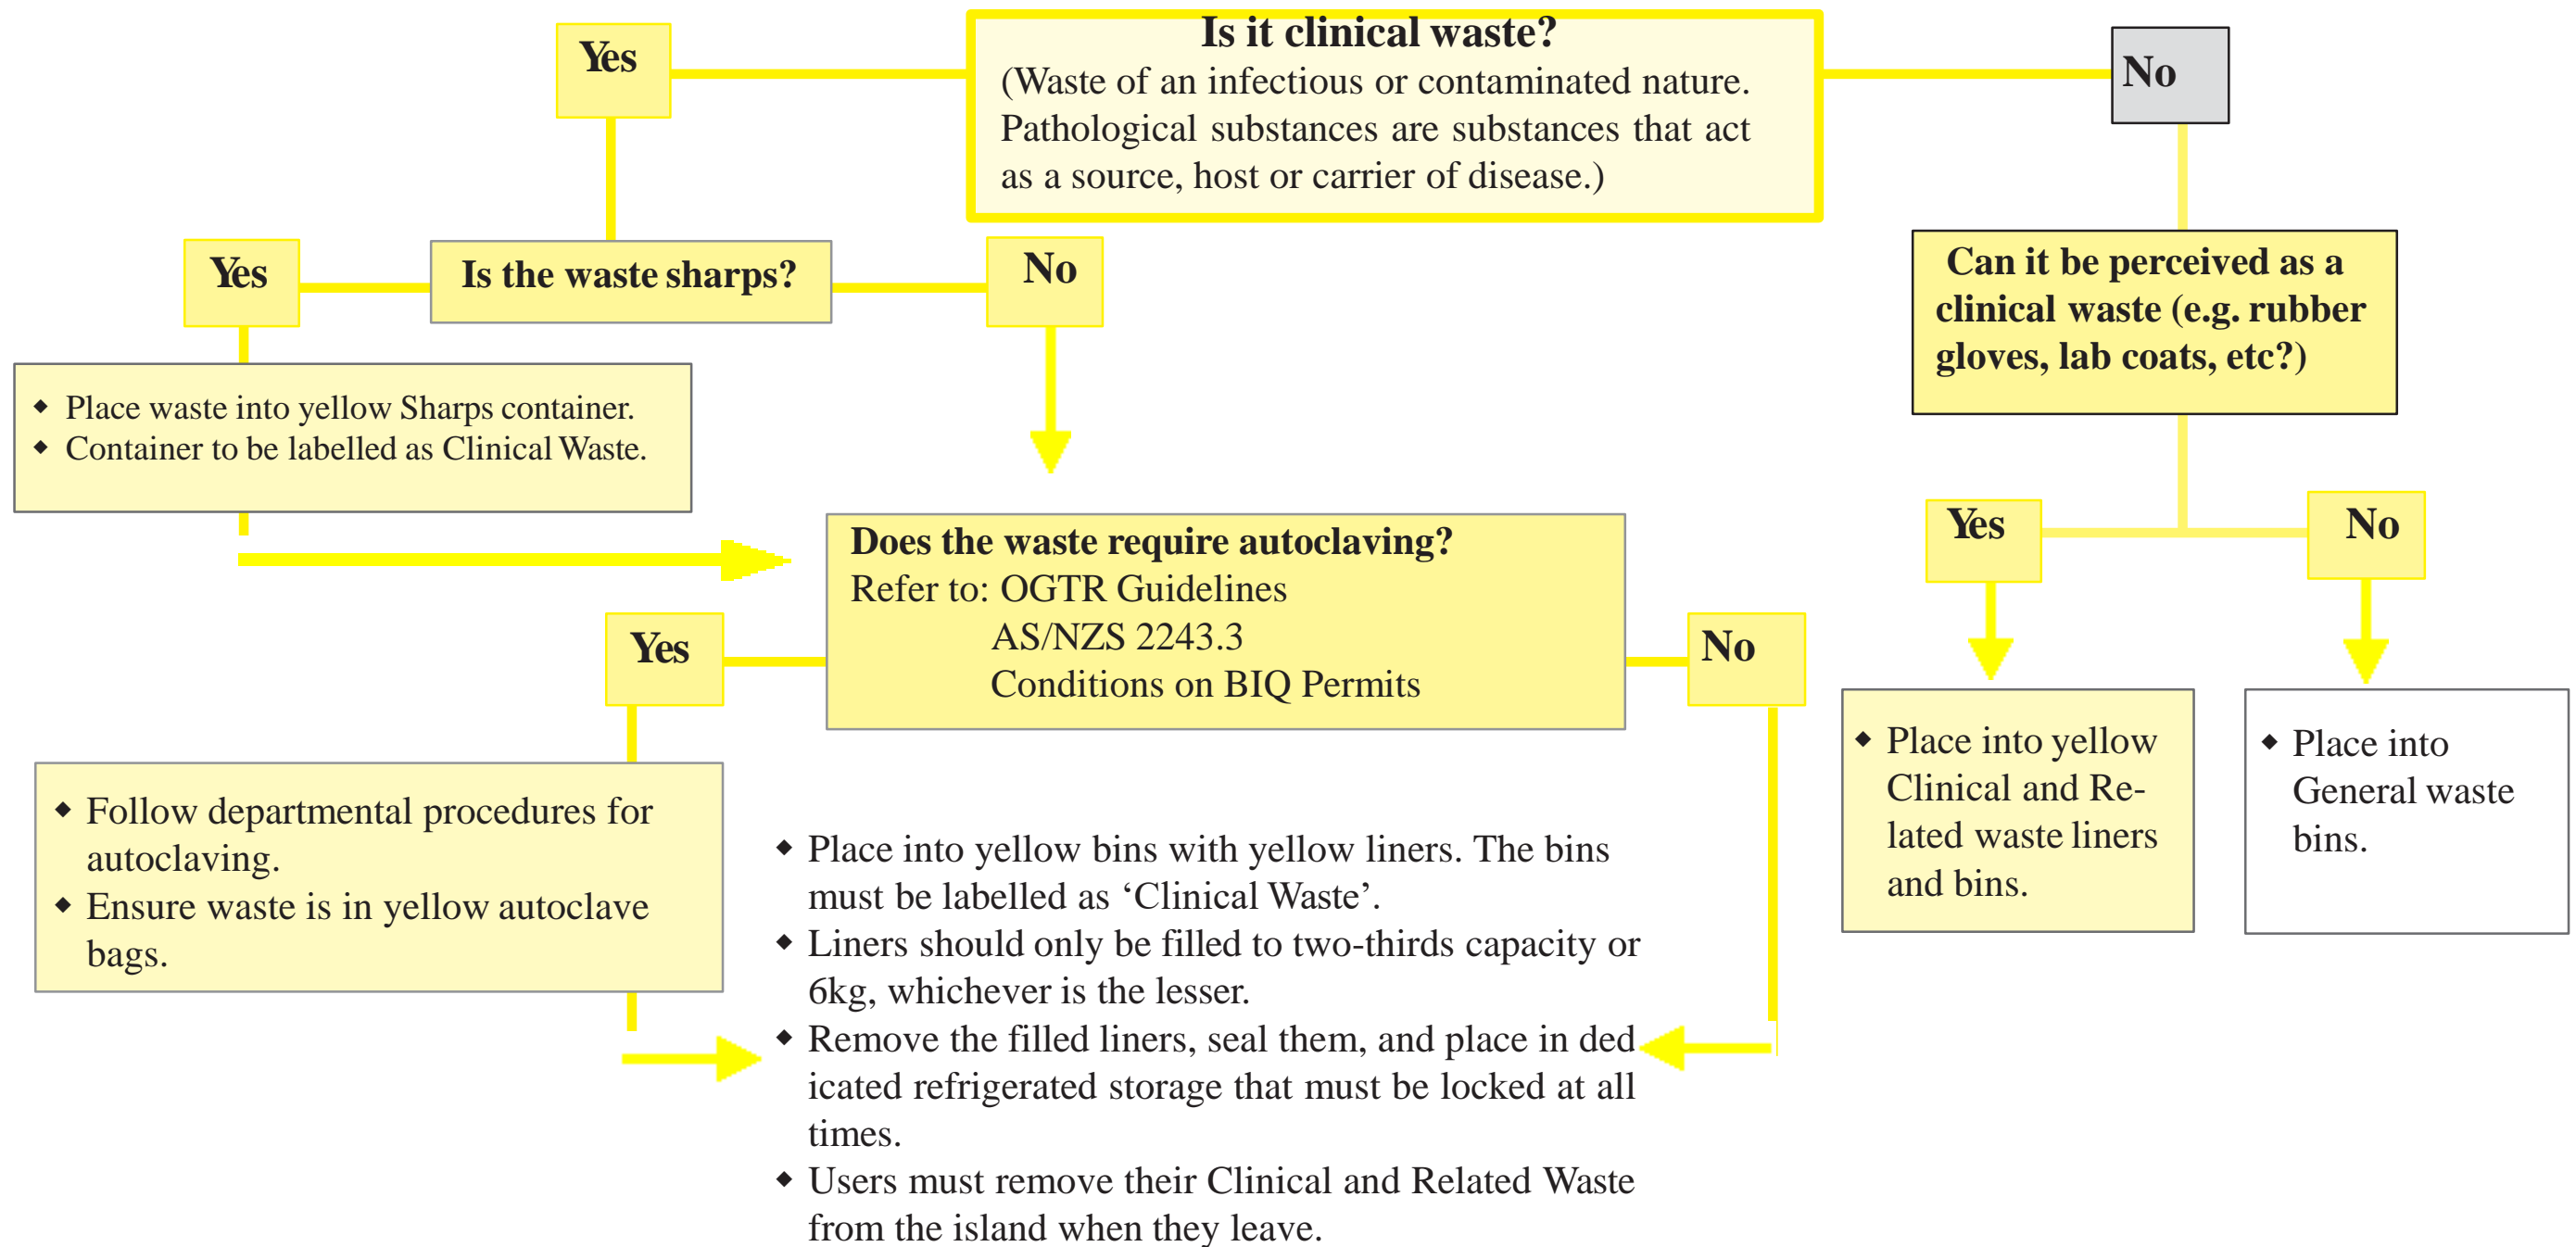 Is it clinical waste?
(Waste of an infectious or contaminated nature.
Pathological substances are substances that act
as a source, host or carrier of disease.)
Yes
No
Is the waste sharps?
Yes
No
◆ Place waste into yellow Sharps container.
◆ Container to be labelled as Clinical Waste.
Can it be perceived as a
clinical waste (e.g. rubber
gloves, lab coats, etc?)
Yes
No
Does the waste require autoclaving?
Refer to: OGTR Guidelines
AS/NZS 2243.3
Conditions on BIQ Permits
Yes
No
◆ Follow departmental procedures for
autoclaving.
◆ Ensure waste is in yellow autoclave
bags.
◆ Place into yellow bins with yellow liners. The bins
must be labelled as ‘Clinical Waste’.
◆ Liners should only be filled to two-thirds capacity or
6kg, whichever is the lesser.
◆ Remove the filled liners, seal them, and place in ded
icated refrigerated storage that must be locked at all
times.
◆ Users must remove their Clinical and Related Waste
from the island when they leave.
◆ Place into yellow
Clinical and Re-
lated waste liners
and bins.
◆ Place into
General waste
bins.